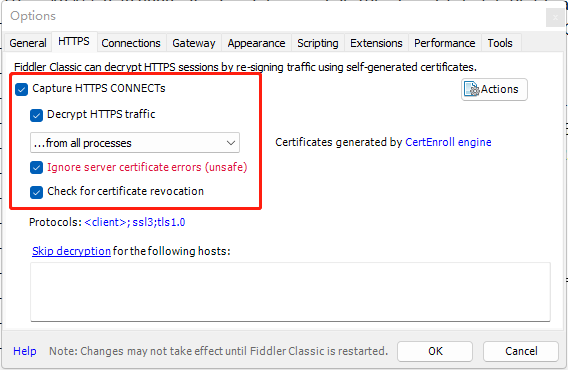 Options
General HTTPS Connections Gateway Appearance Scripting Extensions Performance Tools
Fiddler Classic can decrypt HTTPS sessions by re-signing traffic using self-generated certificates.
Capture HTTPS CONNECTs
Actions
Decrypt HTTPS traffic
...from all processes
Certificates generated by CertEnroll engine
Ignore server certificate errors (unsafe)
Check for certificate revocation
Protocols: <client>; ssl3;tls1.0
Skip decryption for the following hosts:
Help Note: Changes may not take effect until Fiddler Classic is restarted. OK Cancel